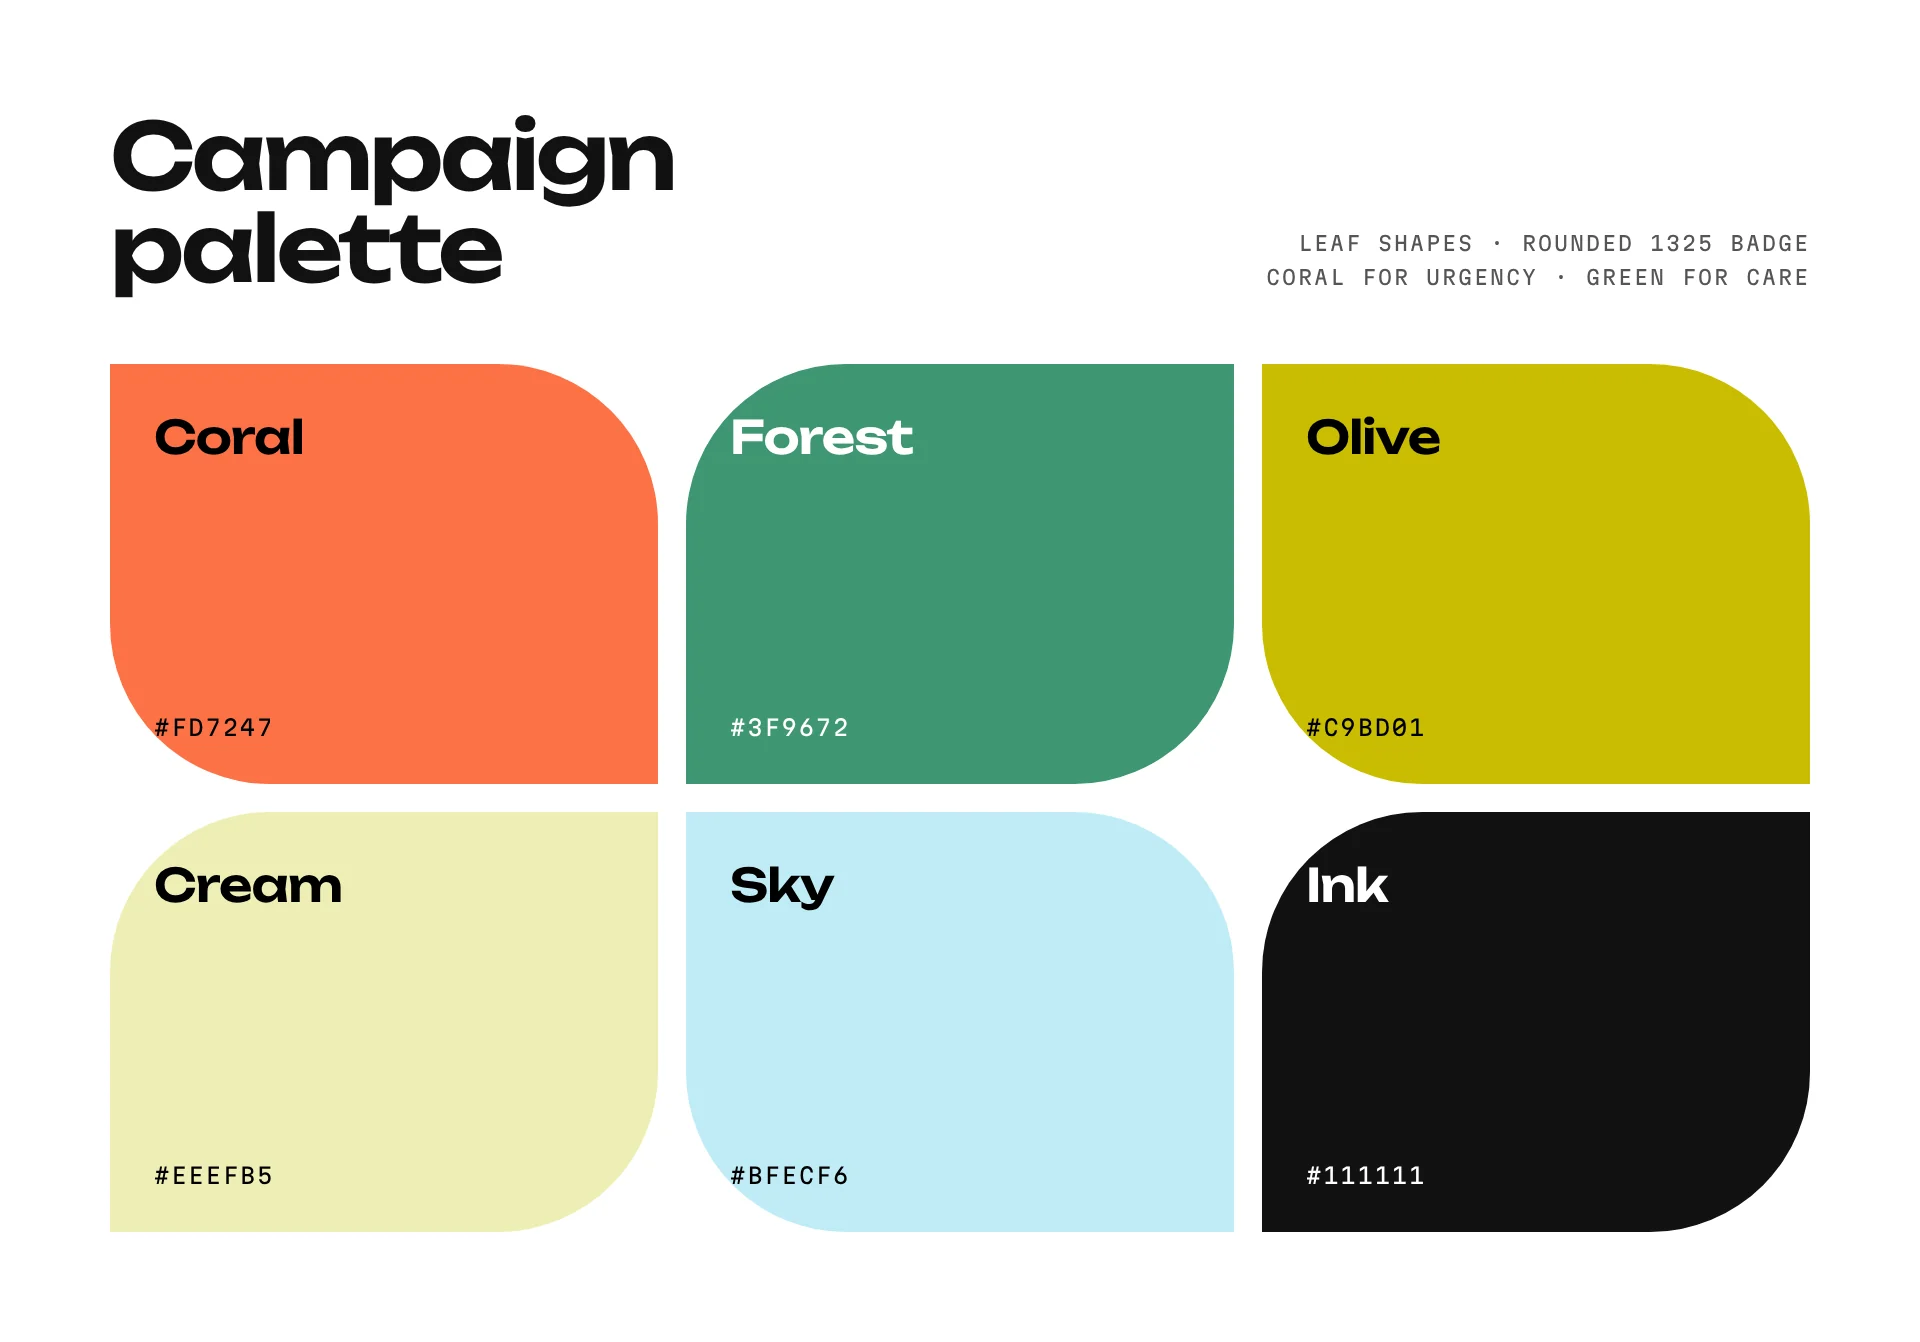 Campaign
palette
LEAF SHAPES · ROUNDED 1325 BADGE
CORAL FOR URGENCY · GREEN FOR CARE
Coral
#FD7247
Forest
#3F9672
Olive
#C9BD01
Cream
#EEEFB5
Sky
#BFECF6
Ink
#111111